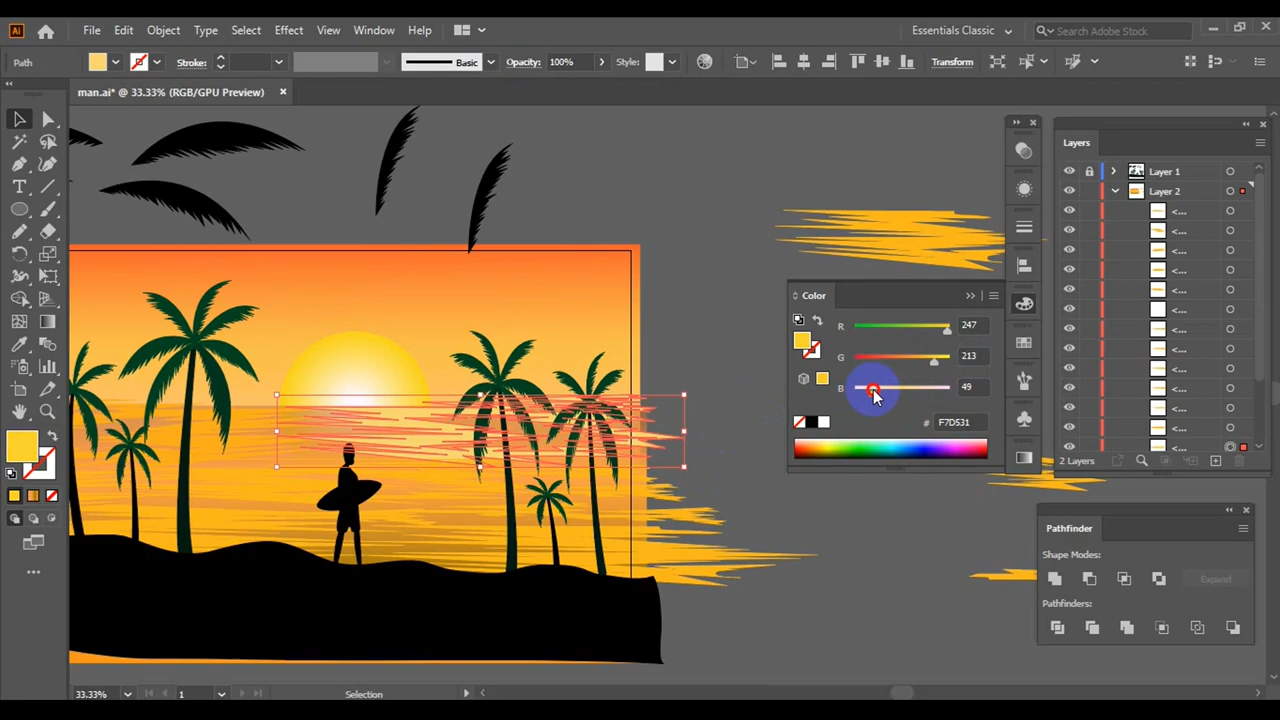 Ai File Edit Object Type Select Effect View Window Help Essentials Classic Search Adobe Stock
Path Stroke: Basic Opacity: 100% Style: Transform
man.ai* @ 33.33% (RGB/GPU Preview)
Layers
Layer 1
Layer 2
<...
<...
<...
<...
<...
<...
<...
<...
<...
<...
<...
<...
<...
2 Layers
Color
R 247
G 213
B 49
# F7D531
Pathfinder
Shape Modes:
Expand
Pathfinders:
33.33% 1 Selection